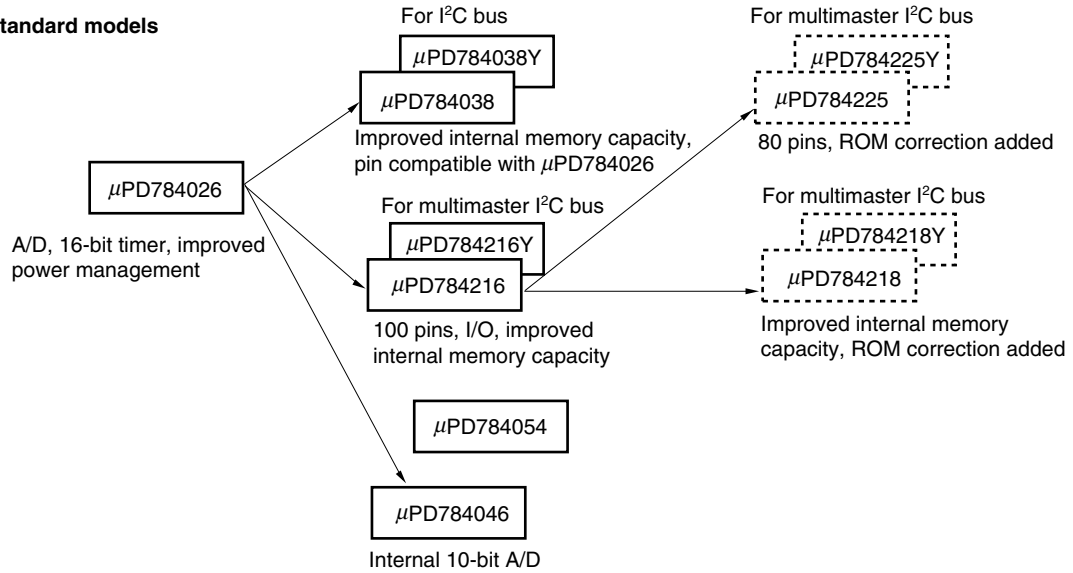 tandard models
For I²C bus
μPD784038Y
μPD784038
Improved internal memory capacity,
pin compatible with μPD784026
For multimaster I²C bus
μPD784225Y
μPD784225
80 pins, ROM correction added
μPD784026
A/D, 16-bit timer, improved
power management
For multimaster I²C bus
μPD784216Y
μPD784216
100 pins, I/O, improved
internal memory capacity
For multimaster I²C bus
μPD784218Y
μPD784218
Improved internal memory
capacity, ROM correction added
μPD784054
μPD784046
Internal 10-bit A/D